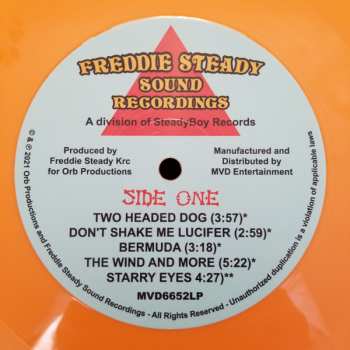 FREDDIE STEADY
SOUND
RECORDINGS
A division of SteadyBoy Records
Produced by
Freddie Steady Krc
for Orb Productions
Manufactured and
Distributed by
MVD Entertainment
SIDE ONE
TWO HEADED DOG (3:57)*
DON'T SHAKE ME LUCIFER (2:59)*
BERMUDA (3:18)*
THE WIND AND MORE (5:22)*
STARRY EYES 4:27)**
MVD6652LP
© & ℗ 2021 Orb Productions and Freddie Steady Sound Recordings - All Rights Reserved - Unauthorized duplication is a violation of applicable laws